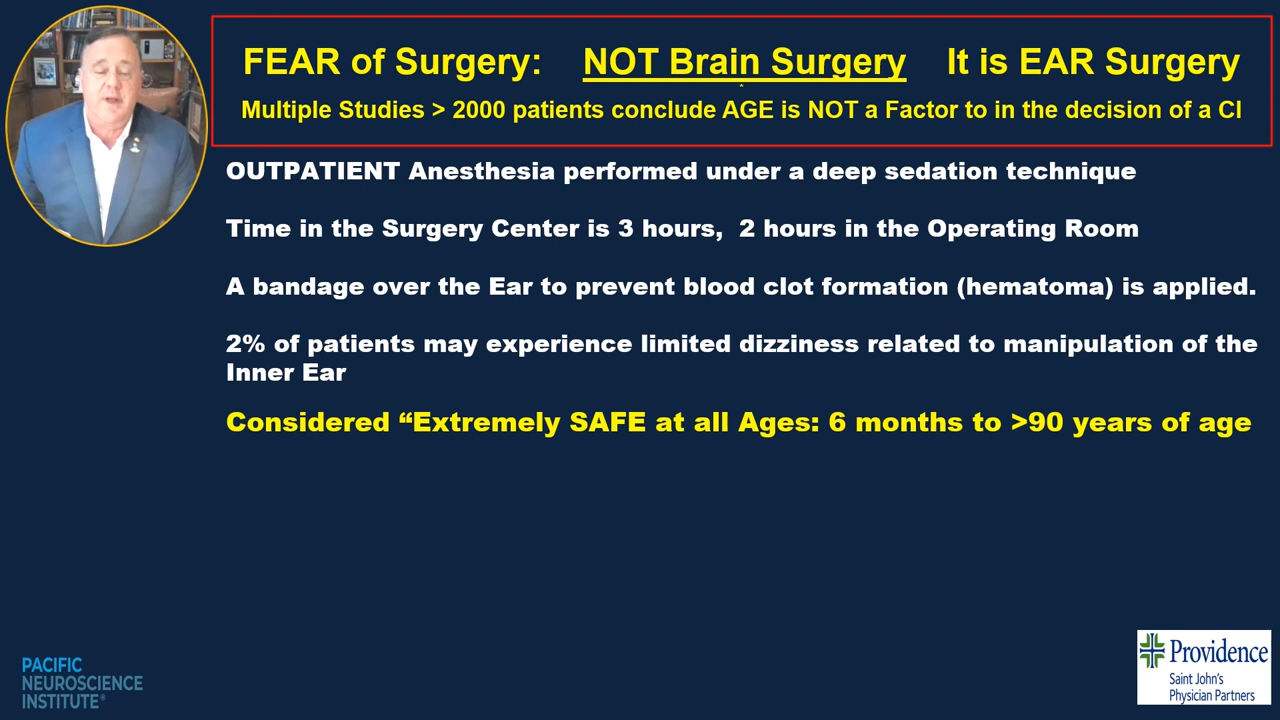 FEAR of Surgery: NOT Brain Surgery It is EAR Surgery
Multiple Studies > 2000 patients conclude AGE is NOT a Factor to in the decision of a CI
OUTPATIENT Anesthesia performed under a deep sedation technique
Time in the Surgery Center is 3 hours, 2 hours in the Operating Room
A bandage over the Ear to prevent blood clot formation (hematoma) is applied.
2% of patients may experience limited dizziness related to manipulation of the
Inner Ear
Considered “Extremely SAFE at all Ages: 6 months to >90 years of age
PACIFIC
NEUROSCIENCE
INSTITUTE®
Providence
Saint John's
Physician Partners